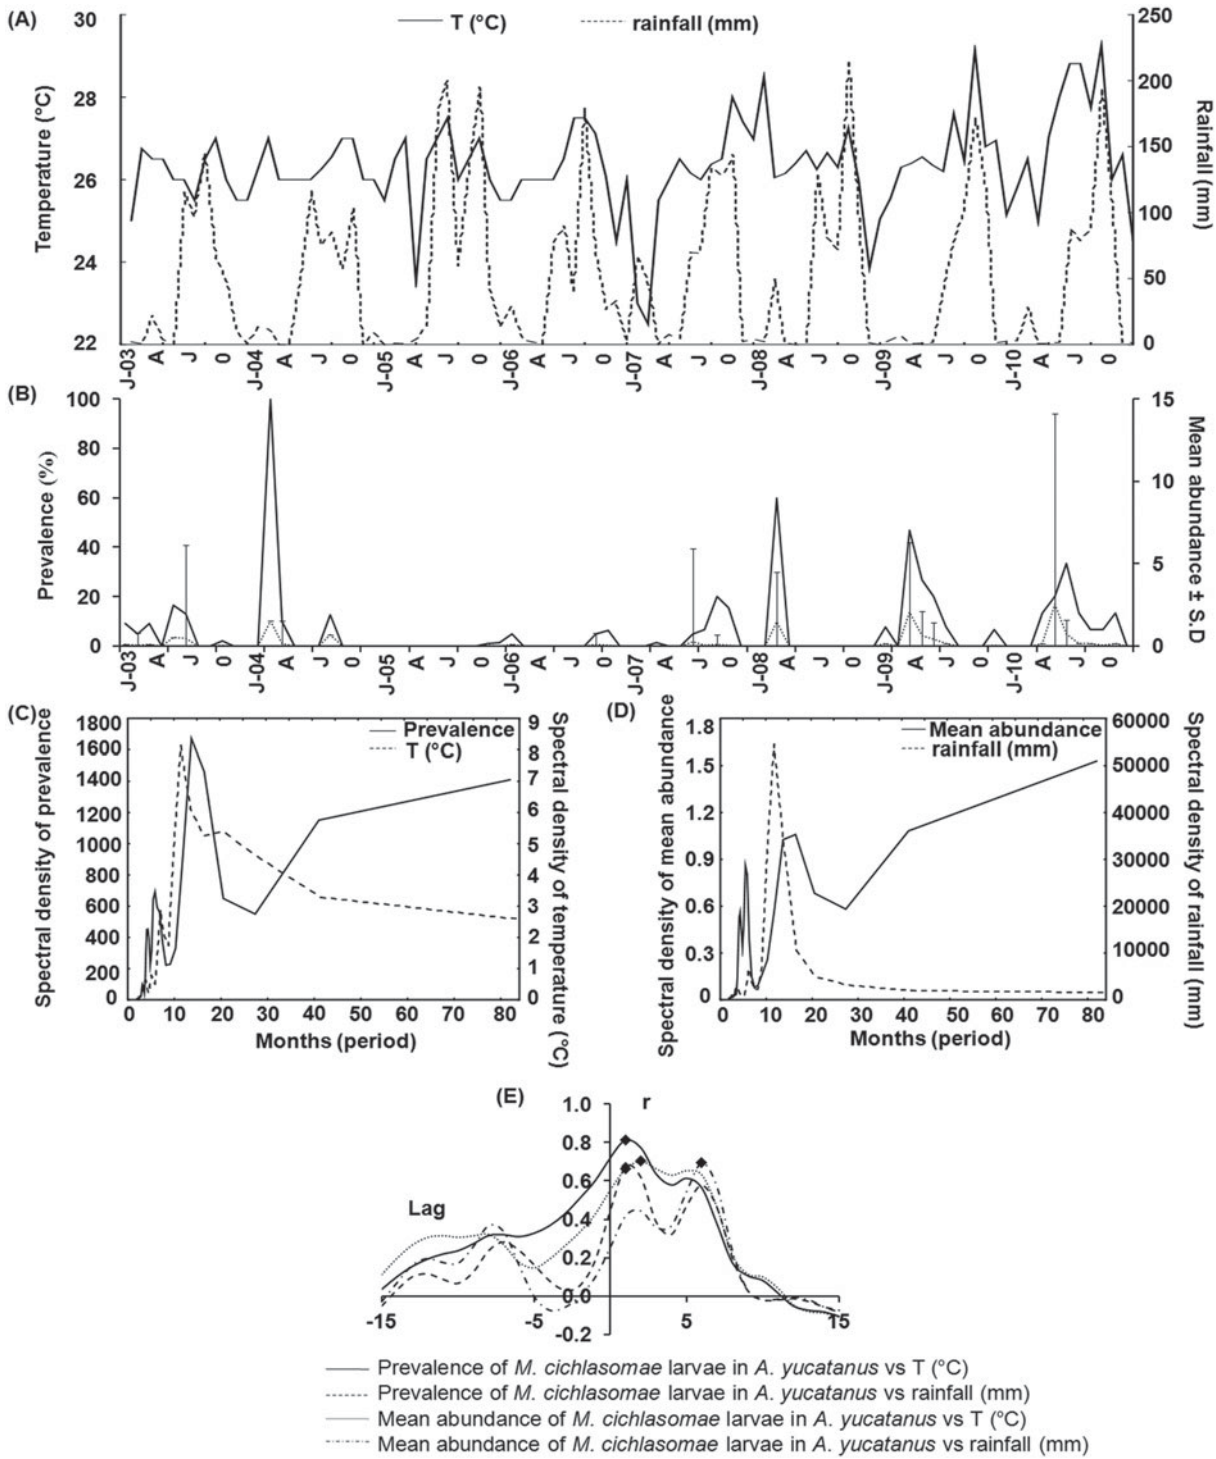 (A)
T (°C)
rainfall (mm)
Temperature (°C)
30
28
26
24
22
Rainfall (mm)
250
200
150
100
50
0
J-03 A J O J-04 A J O J-05 J O J-06 A J O J-07 A J O J-08 A J O J-09 A J O J-10 A J O
(B)
Prevalence (%)
100
80
60
40
20
0
Mean abundance ± S.D
15
10
5
0
J-03 A J O J-04 A J O J-05 A J O J-06 A J O J-07 A J O J-08 A J O J-09 A J O J-10 A J O
(C)
Prevalence
T (°C)
Spectral density of prevalence
1800
1600
1400
1200
1000
800
600
400
200
0
Spectral density of temperature (°C)
9
8
7
6
5
4
3
2
1
0
0 10 20 30 40 50 60 70 80
Months (period)
(D)
Mean abundance
rainfall (mm)
Spectral density of mean abundance
1.8
1.5
1.2
0.9
0.6
0.3
0
Spectral density of rainfall (mm)
60000
50000
40000
30000
20000
10000
0
0 10 20 30 40 50 60 70 80
Months (period)
(E)
r
Lag
1.0
0.8
0.6
0.4
0.2
0.0
-0.2
-15 -5 5 15
Prevalence of M. cichlasomae larvae in A. yucatanus vs T (°C)
Prevalence of M. cichlasomae larvae in A. yucatanus vs rainfall (mm)
Mean abundance of M. cichlasomae larvae in A. yucatanus vs T (°C)
Mean abundance of M. cichlasomae larvae in A. yucatanus vs rainfall (mm)